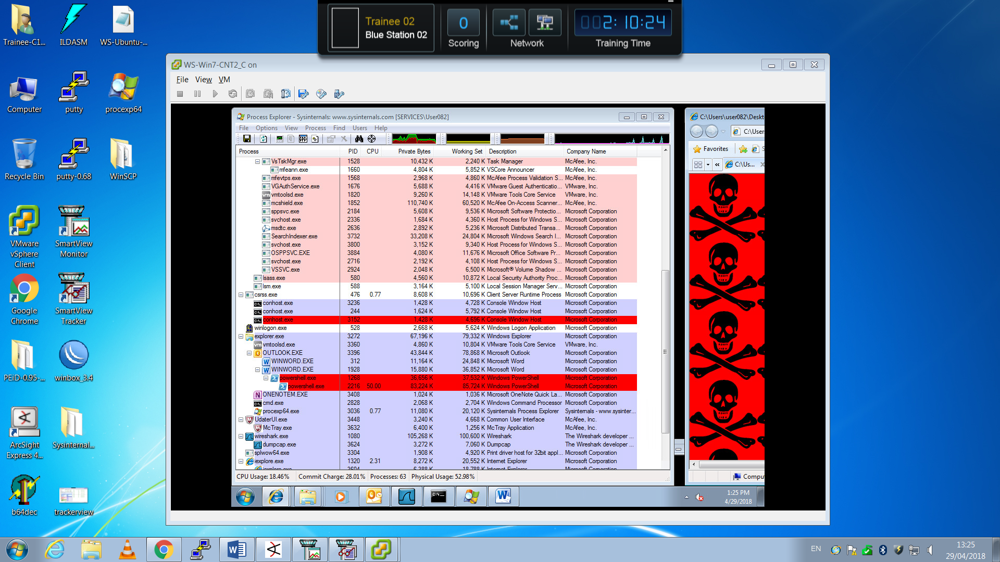 Trainee 02
Blue Station 02
0
Scoring
Network
002:10:24
Training Time
Trainee-C1...
ILDASM
WS-Ubuntu-...
Computer
putty
procexp64
Recycle Bin
putty-0.68
WinSCP
VMware vSphere Client
SmartView Monitor
Google Chrome
SmartView Tracker
PEiD-0.95-...
winbox_3.4
ArcSight Express 4...
Sysinternal...
b64dec
trackerview
WS-Win7-CNT2_C on
File View VM
Process Explorer - Sysinternals: www.sysinternals.com [SERVICES\User082]
File Options View Process Find Users Help
Process PID CPU Private Bytes Working Set Description Company Name
VsTskMgr.exe 1528 10,432 K 2,240 K Task Manager McAfee, Inc.
mfeann.exe 1660 4,804 K 5,852 K VSCore Announcer McAfee, Inc.
mfevtps.exe 1568 2,968 K 4,860 K McAfee Process Validation S... McAfee, Inc.
VGAuthService.exe 1676 5,688 K 4,416 K VMware Guest Authenticatio... VMware, Inc.
vmtoolsd.exe 1820 9,260 K 14,148 K VMware Tools Core Service VMware, Inc.
mcshield.exe 1852 110,740 K 60,520 K McAfee On-Access Scanner... McAfee, Inc.
sppsvc.exe 2184 5,608 K 9,536 K Microsoft Software Protectio... Microsoft Corporation
svchost.exe 2336 1,684 K 4,360 K Host Process for Windows S... Microsoft Corporation
msdtc.exe 2636 2,892 K 5,236 K Microsoft Distributed Transa... Microsoft Corporation
SearchIndexer.exe 3732 33,208 K 24,804 K Microsoft Windows Search I... Microsoft Corporation
svchost.exe 3800 3,152 K 9,340 K Host Process for Windows S... Microsoft Corporation
OSPPSVC.EXE 3884 4,080 K 11,676 K Microsoft Office Software Pr... Microsoft Corporation
svchost.exe 2716 2,192 K 4,108 K Host Process for Windows S... Microsoft Corporation
VSSVC.exe 2924 2,048 K 6,500 K Microsoft® Volume Shadow ... Microsoft Corporation
lsass.exe 580 4,560 K 10,872 K Local Security Authority Proc... Microsoft Corporation
lsm.exe 588 3,164 K 5,100 K Local Session Manager Serv... Microsoft Corporation
csrss.exe 476 0.77 8,608 K 10,696 K Client Server Runtime Process Microsoft Corporation
conhost.exe 3236 1,428 K 4,728 K Console Window Host Microsoft Corporation
conhost.exe 244 1,624 K 5,792 K Console Window Host Microsoft Corporation
conhost.exe 3152 1,428 K 4,696 K Console Window Host Microsoft Corporation
winlogon.exe 528 2,668 K 5,624 K Windows Logon Application Microsoft Corporation
explorer.exe 3272 67,196 K 79,332 K Windows Explorer Microsoft Corporation
vmtoolsd.exe 3360 4,860 K 10,804 K VMware Tools Core Service VMware, Inc.
OUTLOOK.EXE 3396 43,844 K 78,868 K Microsoft Outlook Microsoft Corporation
WINWORD.EXE 312 11,164 K 24,848 K Microsoft Word Microsoft Corporation
WINWORD.EXE 1928 15,880 K 36,852 K Microsoft Word Microsoft Corporation
powershell.exe 1268 36,656 K 37,532 K Windows PowerShell Microsoft Corporation
powershell.exe 2216 50.00 83,224 K 85,724 K Windows PowerShell Microsoft Corporation
ONENOTEM.EXE 3408 1,024 K 1,036 K Microsoft OneNote Quick La... Microsoft Corporation
cmd.exe 2828 2,068 K 2,704 K Windows Command Processor Microsoft Corporation
procexp64.exe 3036 0.77 11,080 K 20,120 K Sysinternals Process Explorer Sysinternals - www.sysinter...
UdaterUI.exe 3448 3,240 K 4,668 K Common User Interface McAfee, Inc.
McTray.exe 3632 6,400 K 1,256 K McTray Application McAfee, Inc.
wireshark.exe 1080 105,268 K 100,600 K Wireshark The Wireshark developer ...
dumpcap.exe 3624 3,272 K 7,060 K Dumpcap The Wireshark developer ...
splwow64.exe 3304 1,908 K 4,920 K Print driver host for 32bit appl... Microsoft Corporation
iexplore.exe 1320 2.31 8,272 K 20,552 K Internet Explorer Microsoft Corporation
CPU Usage: 18.46% Commit Charge: 28.01% Processes: 63 Physical Usage: 52.98%
C:\Users\user082\Deskt
C:\User
Favorites
C:\Us...
Compu
1:25 PM
4/29/2018
EN
13:25
29/04/2018